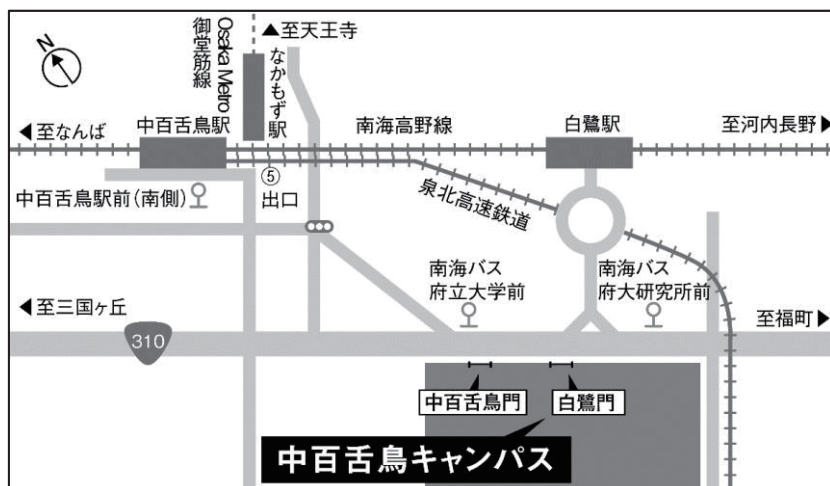 N
Osaka Metro
御堂筋線
▲至天王寺
なかもず駅
◀至なんば
中百舌鳥駅
南海高野線
白鷺駅
至河内長野▶
⑤
出口
中百舌鳥駅前(南側)
泉北高速鉄道
南海バス
府立大学前
南海バス
府大研究所前
◀至三国ヶ丘
310
至福町▶
中百舌鳥門
白鷺門
中百舌鳥キャンパス